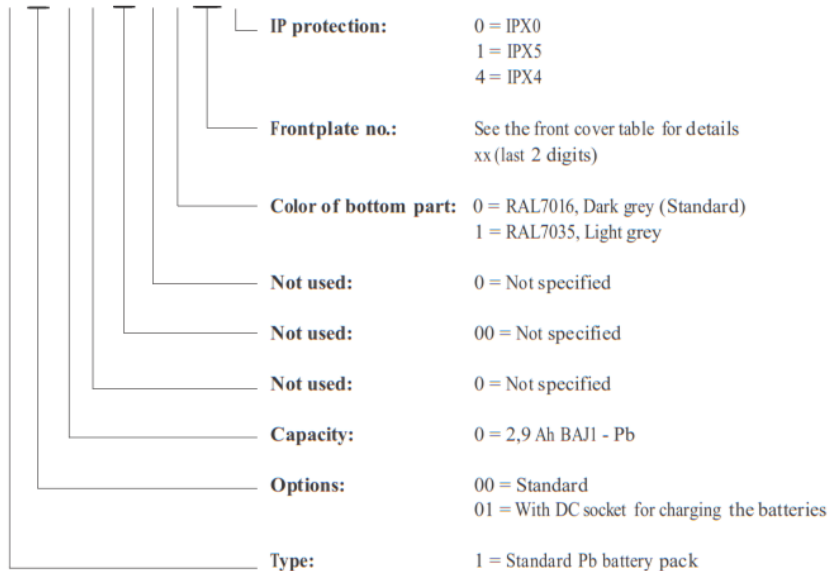 IP protection: 0 = IPX0
1 = IPX5
4 = IPX4
Frontplate no.: See the front cover table for details
xx (last 2 digits)
Color of bottom part: 0 = RAL7016, Dark grey (Standard)
1 = RAL7035, Light grey
Not used: 0 = Not specified
Not used: 00 = Not specified
Not used: 0 = Not specified
Capacity: 0 = 2,9 Ah BAJ1 - Pb
Options: 00 = Standard
01 = With DC socket for charging the batteries
Type: 1 = Standard Pb battery pack